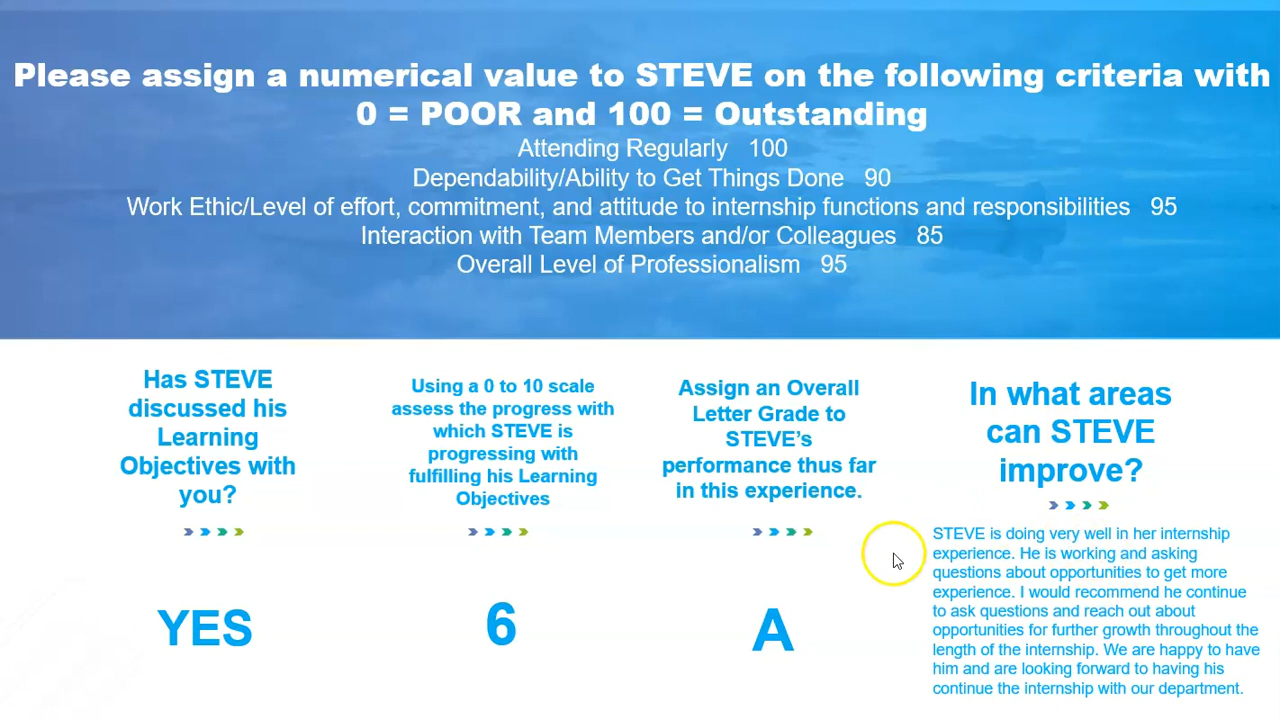 Please assign a numerical value to STEVE on the following criteria with
0 = POOR and 100 = Outstanding
Attending Regularly 100
Dependability/Ability to Get Things Done 90
Work Ethic/Level of effort, commitment, and attitude to internship functions and responsibilities 95
Interaction with Team Members and/or Colleagues 85
Overall Level of Professionalism 95
Has STEVE
discussed his
Learning
Objectives with
you?
YES
Using a 0 to 10 scale
assess the progress with
which STEVE is
progressing with
fulfilling his Learning
Objectives
6
Assign an Overall
Letter Grade to
STEVE’s
performance thus far
in this experience.
A
In what areas
can STEVE
improve?
STEVE is doing very well in her internship
experience. He is working and asking
questions about opportunities to get more
experience. I would recommend he continue
to ask questions and reach out about
opportunities for further growth throughout the
length of the internship. We are happy to have
him and are looking forward to having his
continue the internship with our department.